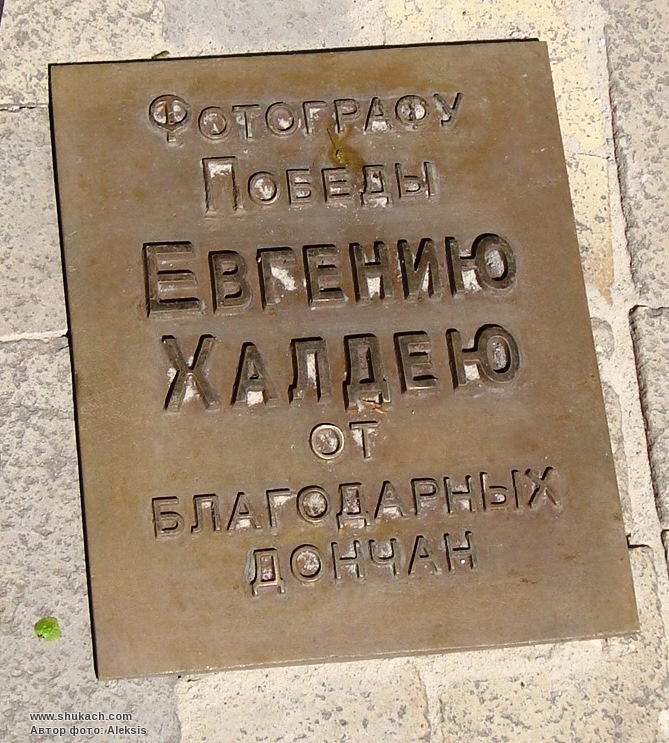 Фотографу
Победы
Евгению
Халдею
от
благодарных
дончан
www.shukach.com
Автор фото: Aleksis